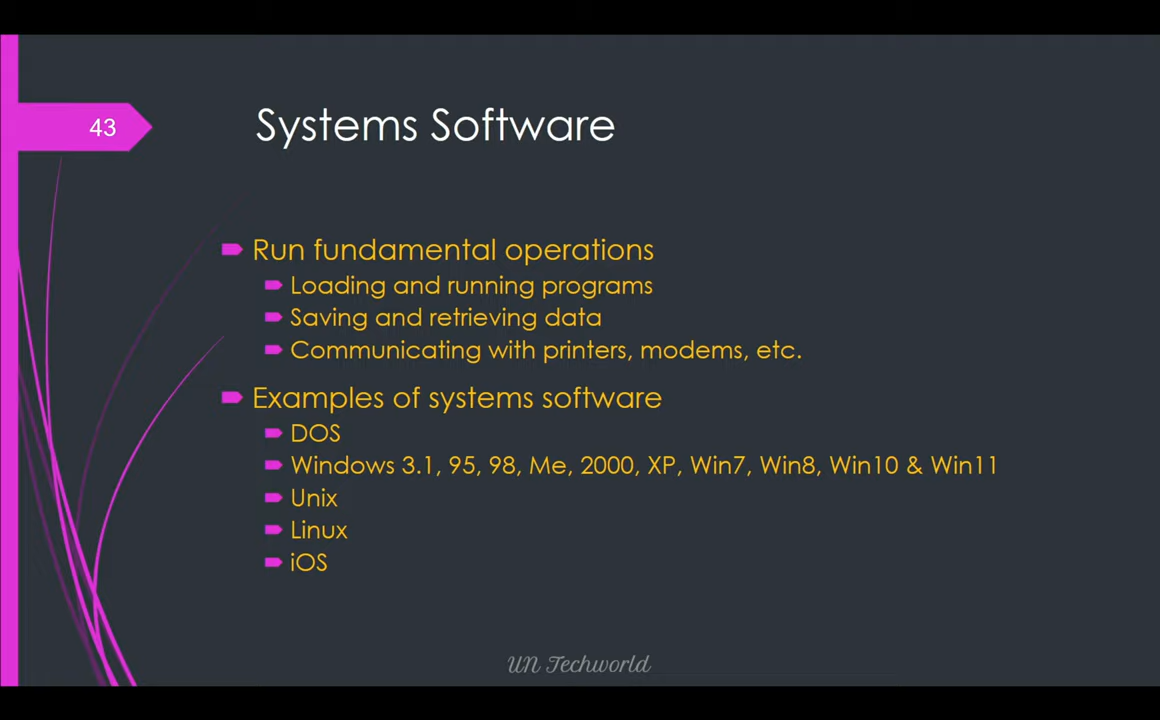 43
Systems Software
Run fundamental operations
Loading and running programs
Saving and retrieving data
Communicating with printers, modems, etc.
Examples of systems software
DOS
Windows 3.1, 95, 98, Me, 2000, XP, Win7, Win8, Win10 & Win11
Unix
Linux
iOS
UN Techworld